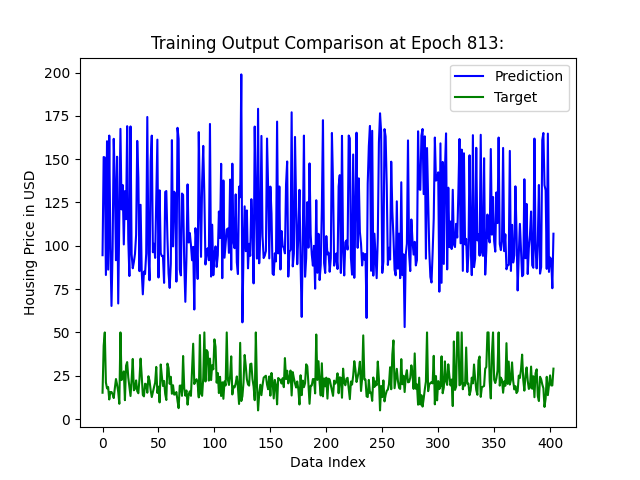 Training Output Comparison at Epoch 813:
Prediction
Target
200
175
150
125
100
75
50
25
0
Housing Price in USD
0 50 100 150 200 250 300 350 400
Data Index